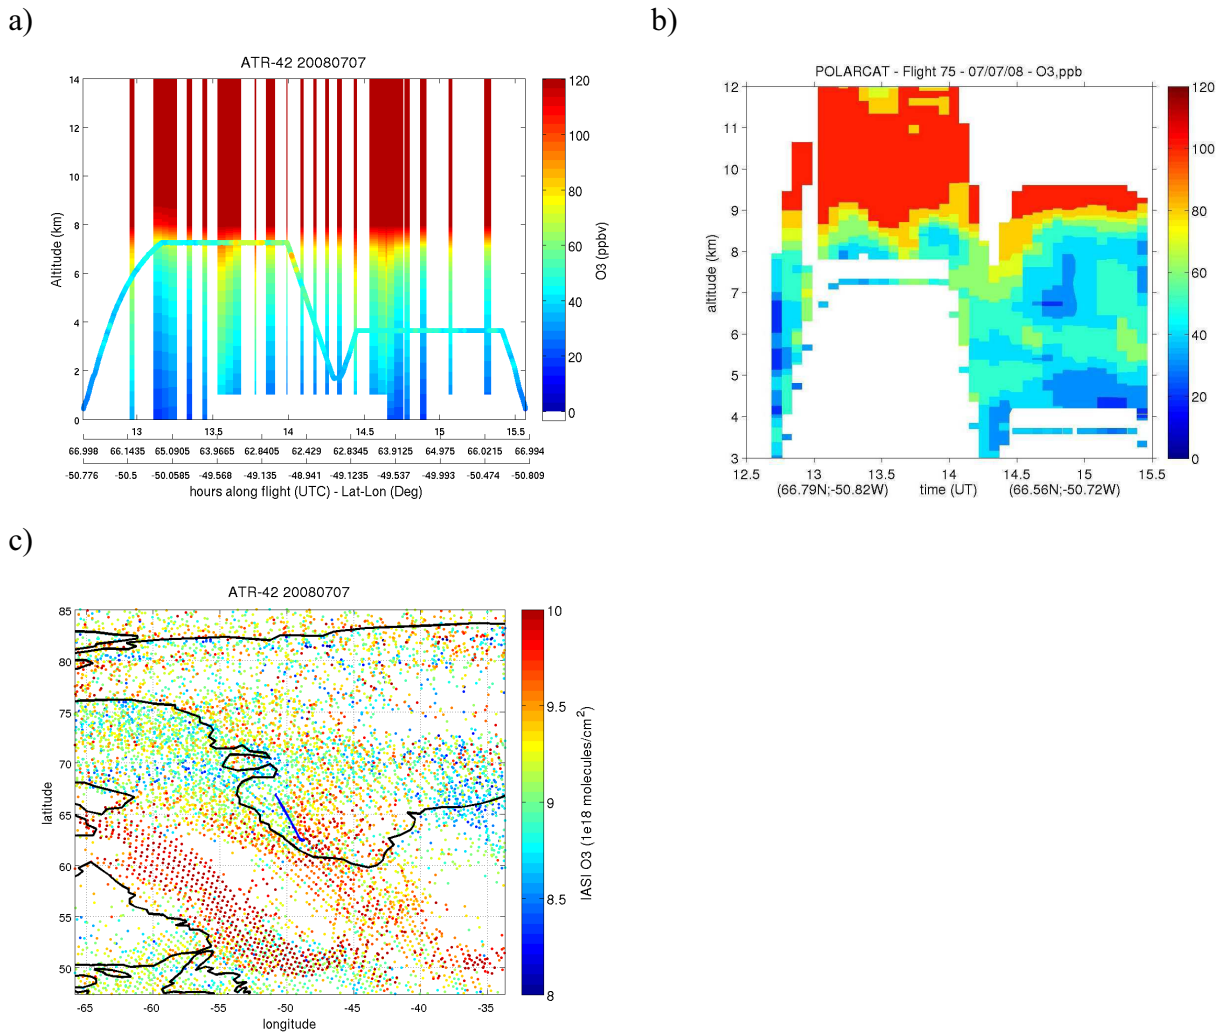 a)
ATR-42 20080707
14
12
10
8
6
4
2
0
Altitude (km)
120
100
80
60
40
20
0
O3 (ppbv)
13 13.5 14 14.5 15 15.5
66.998 66.1435 65.0905 63.9665 62.8405 62.429 62.8345 63.9125 64.975 66.0215 66.994
-50.776 -50.5 -50.0585 -49.568 -49.308 -48.941 -49.1235 -49.537 -49.993 -50.474 -50.809
hours along flight (UTC) - Lat-Lon (Deg)
b)
POLARCAT - Flight 75 - 07/07/08 - O3,ppb
12
11
10
9
8
7
6
5
4
3
altitude (km)
120
100
80
60
40
20
0
12.5 13 13.5 14 14.5 15 15.5
(66.79N;-50.82W) time (UT) (66.56N;-50.72W)
c)
ATR-42 20080707
85
80
75
70
65
60
55
50
latitude
10
9.5
9
8.5
8
IASI O3 (1e18 molecules/cm²)
-65 -60 -55 -50 -45 -40 -35
longitude